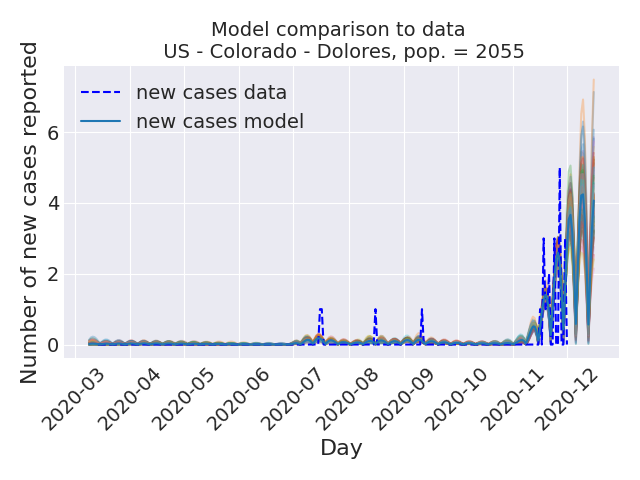 Model comparison to data
US - Colorado - Dolores, pop. = 2055
Number of new cases reported
new cases data
new cases model
6
4
2
0
2020-03
2020-04
2020-05
2020-06
2020-07
2020-08
2020-09
2020-10
2020-11
2020-12
Day